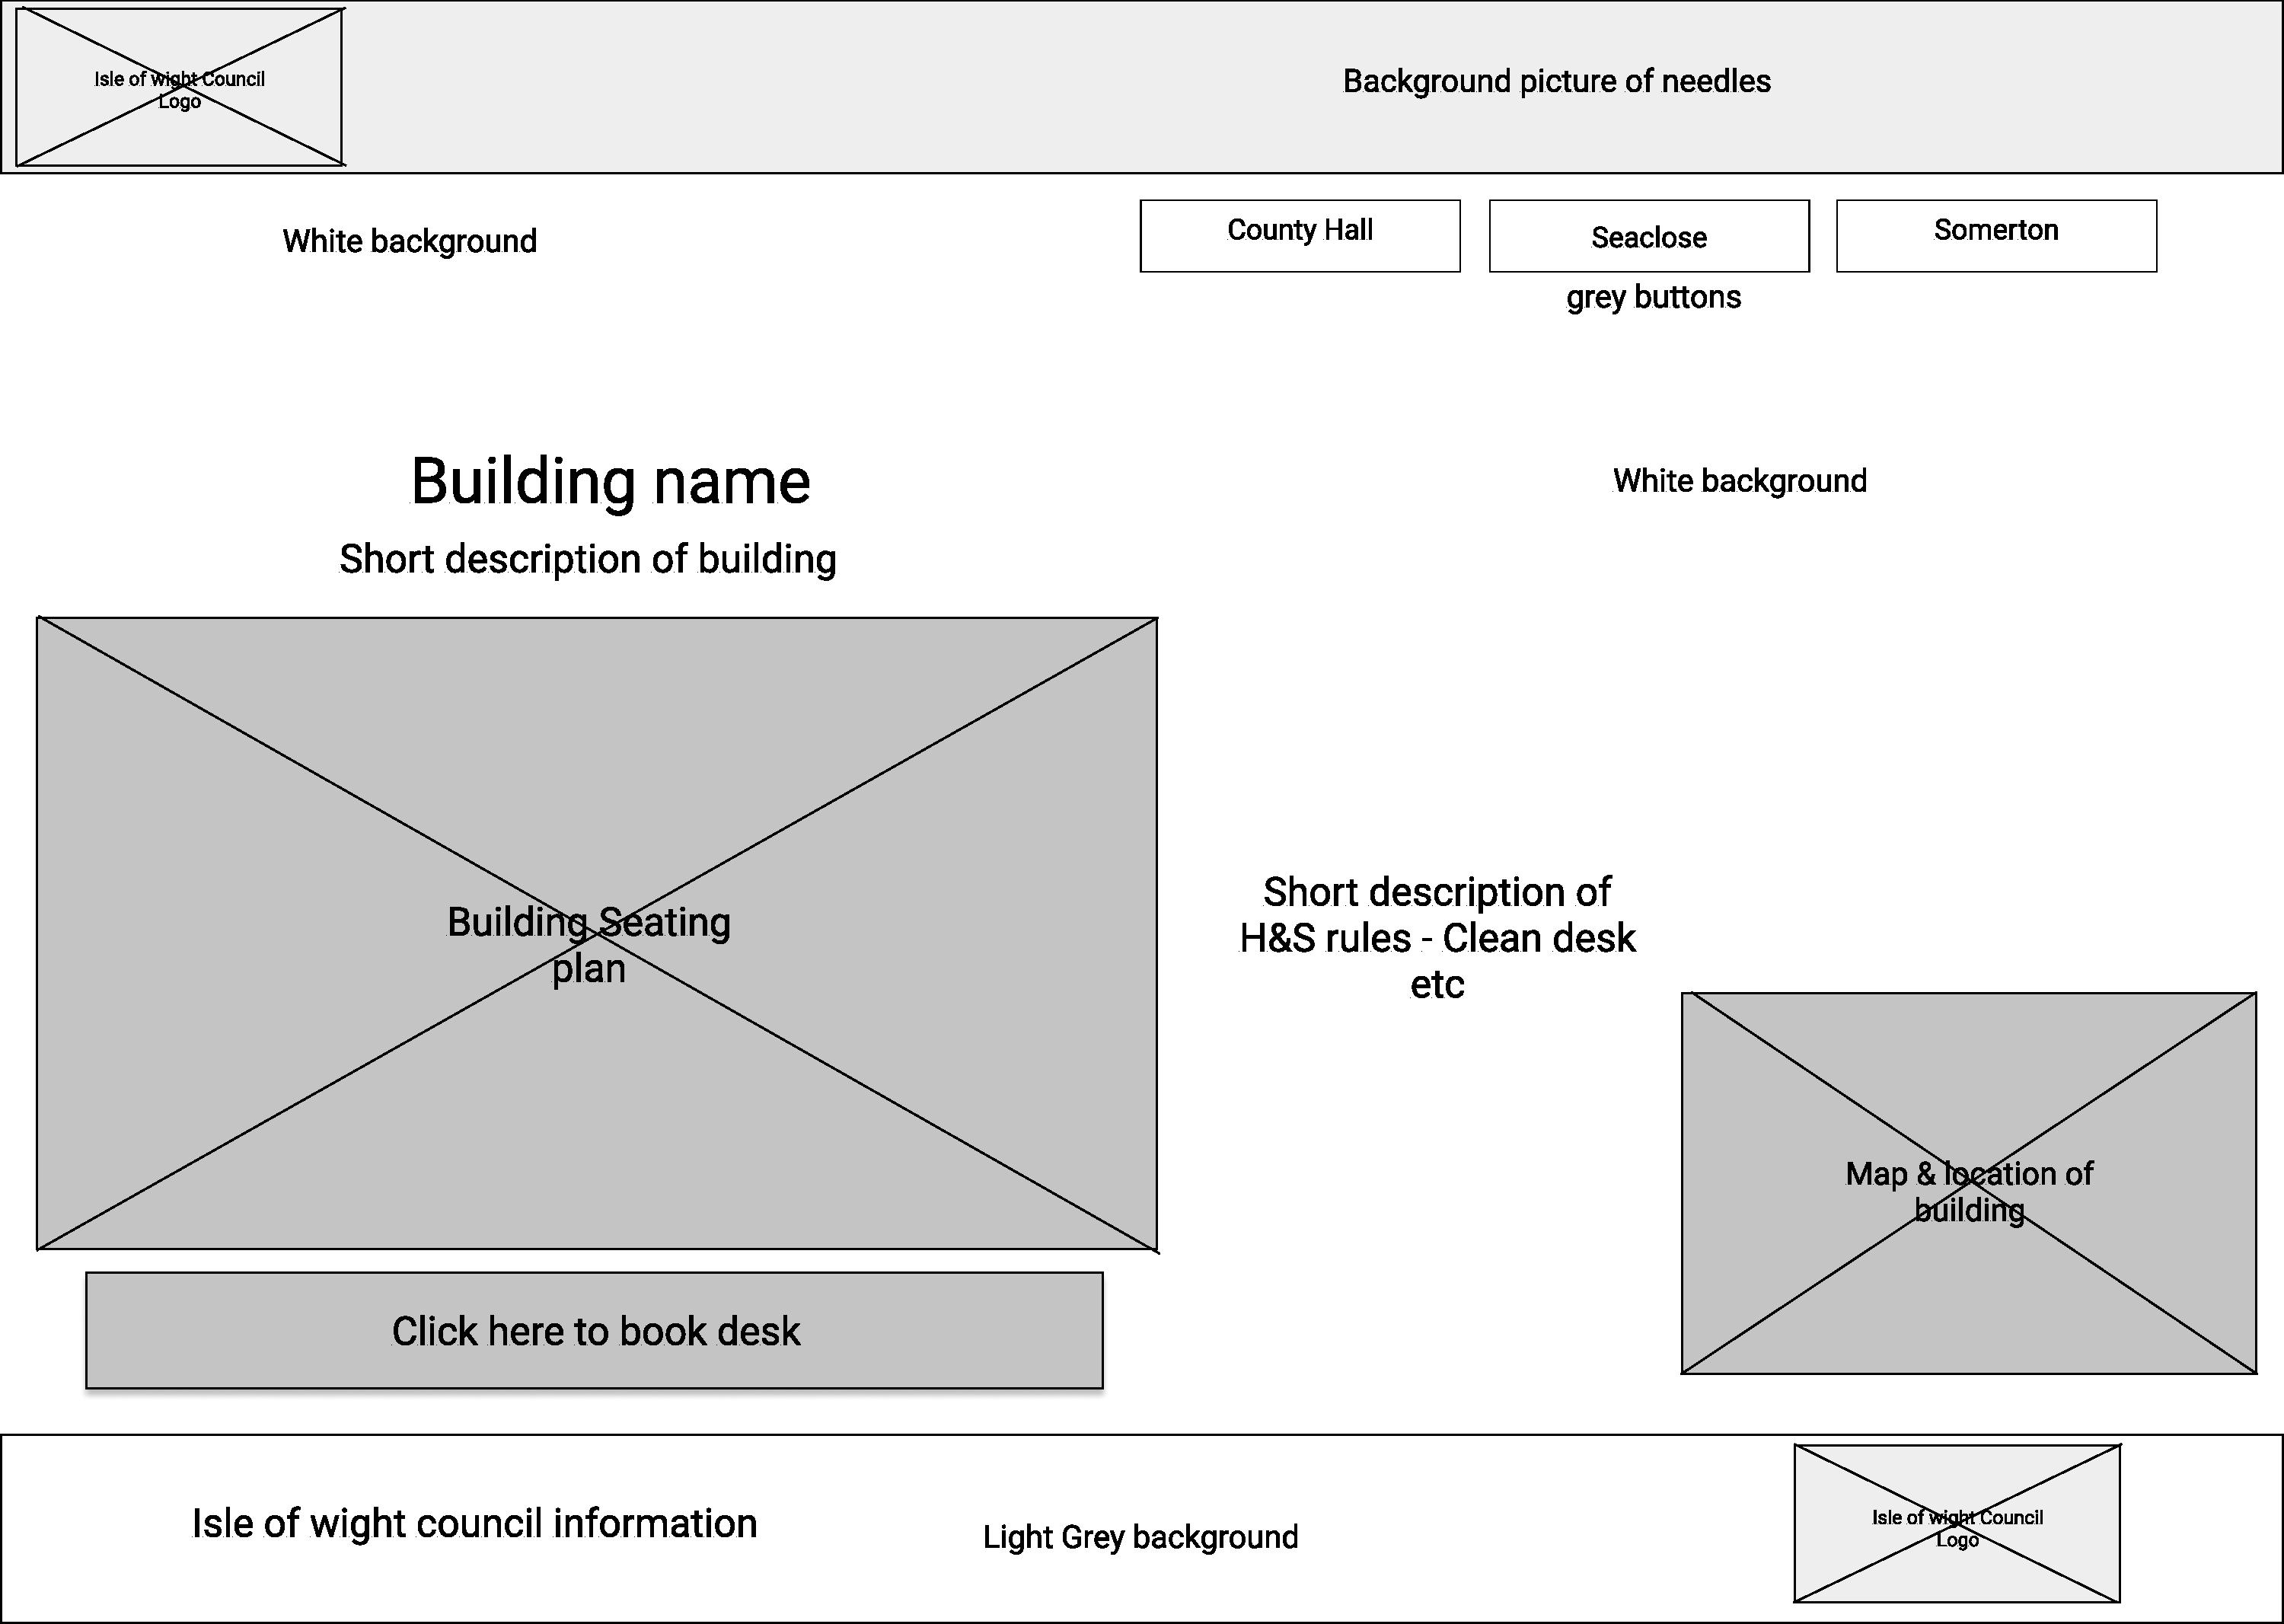 Isle of wight Council
Logo
Background picture of needles
White background
County Hall
Seaclose
Somerton
grey buttons
Building name
White background
Short description of building
Building Seating
plan
Short description of
H&S rules - Clean desk
etc
Map & location of
building
Click here to book desk
Isle of wight council information
Light Grey background
Isle of wight Council
Logo